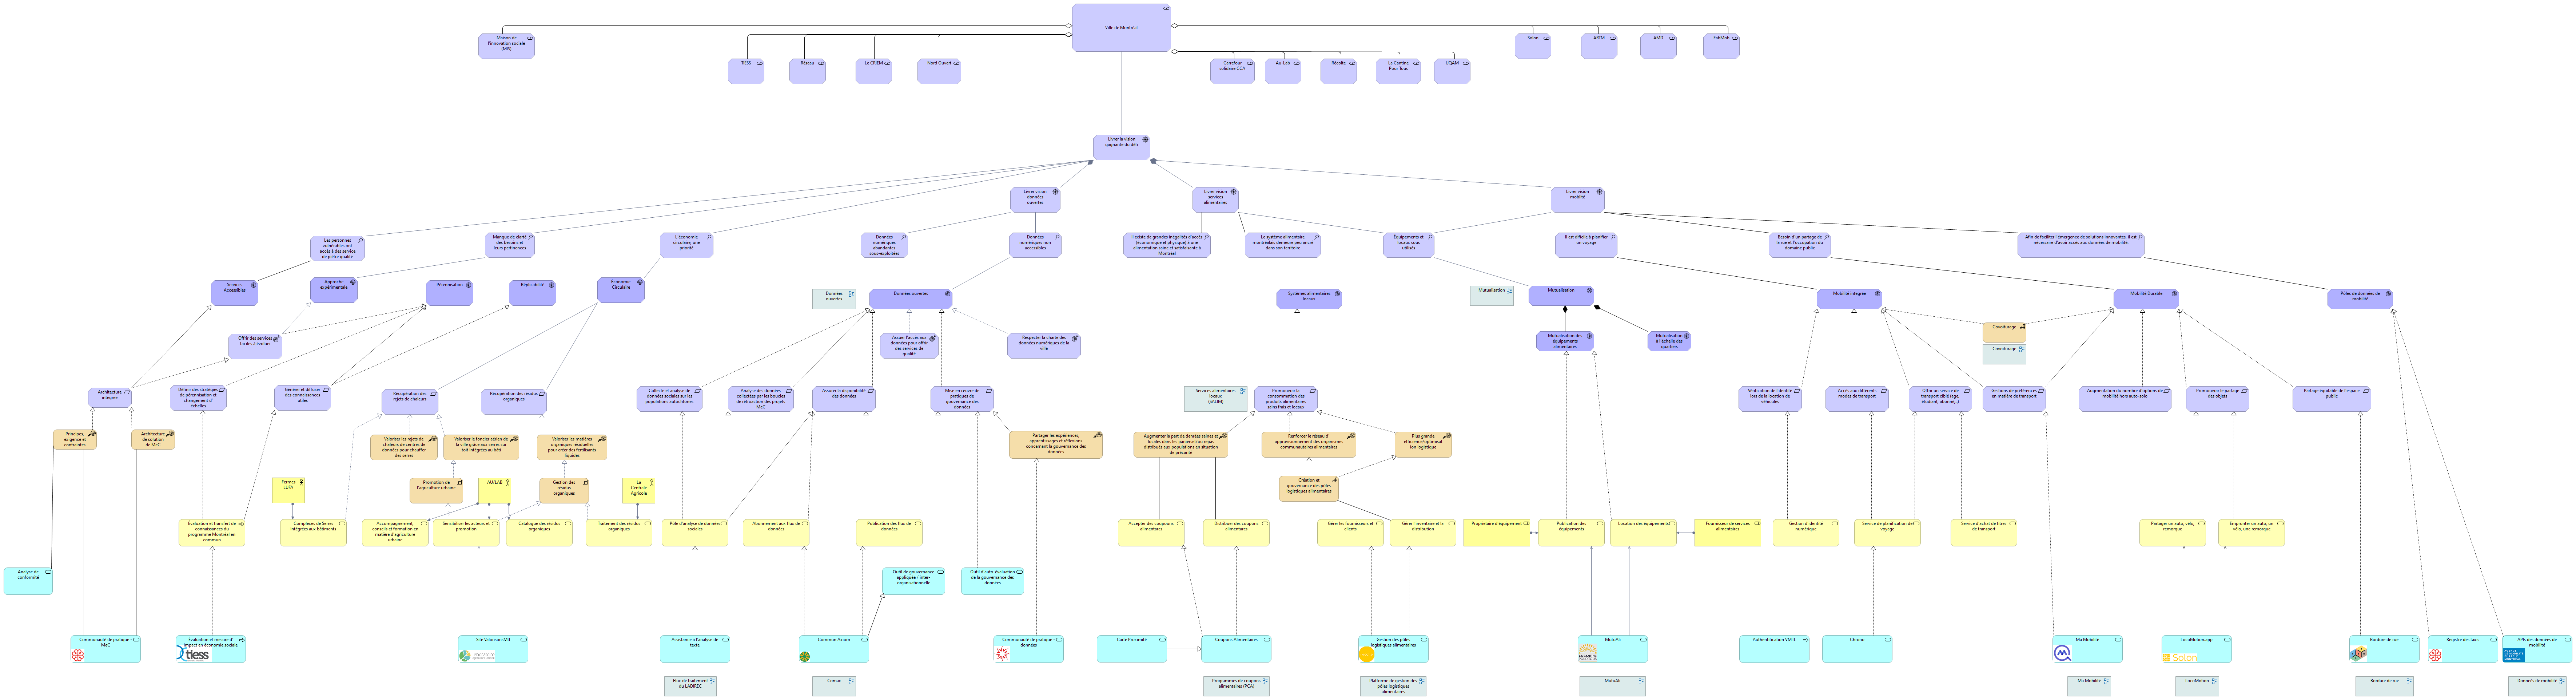 Ville de Montréal
Maison de
l'innovation sociale
(MIS)
Solon
ARTM
AMD
FabMob
TIESS
Réseau
Le CRIEM
Nord Ouvert
Carrefour
solidaire CCA
Au-Lab
Récolte
La Cantine
Pour Tous
UQAM
Livrer la vision
gagnante du défi
Livrer vision
données
ouvertes
Livrer vision
services
alimentaires
Livrer vision
mobilité
Les personnes
vulnérables ont
accès à des service
de piètre qualité
Manque de clarté
des besoins et
leurs pertinences
L'économie
circulaire, une
priorité
Données
numériques
abandantes
sous-exploitées
Données
numériques non
accessibles
Il existe de grandes inégalités d'accès
(économique et physique) à une
alimentation saine et satisfaisante à
Montréal
Le système alimentaire
montréalais demeure peu ancré
dans son territoire
Équipements et
locaux sous
utilisés
Il est difficile à planifier
un voyage
Besoin d'un partage de
la rue et l'occupation du
domaine public
Afin de faciliter l'émergence de solutions innovantes, il est
nécessaire d'avoir accès aux données de mobilité.
Services
Accessibles
Approche
expérimentale
Pérennisation
Réplicabilité
Économie
Circulaire
Données
ouvertes
Données ouvertes
Systèmes alimentaires
locaux
Mutualisation
Mutualisation
Mobilité intégrée
Mobilité Durable
Pôles de données de
mobilité
Offrir des services
faciles à évoluer
Assuer l'accès aux
données pour offrir
des services de
qualité
Respecter la charte des
données numériques de la
ville
Mutualisation des
équipements
alimentaires
Mutualisation
à l'échelle des
quartiers
Covoiturage
Covoiturage
Architecture
integree
Définir des stratégies
de pérennisation et
changement d'
échelles
Générer et diffuser
des connaissances
utiles
Récupération des
rejets de chaleurs
Récupération des résidus
organiques
Collecte et analyse de
données sociales sur les
populations autochtones
Analyse des données
collectées par les boucles
de rétroaction des projets
MeC
Assurer la disponibilité
des données
Mise en œuvre de
pratiques de
gouvernance des
données
Services alimentaires
locaux
(SALIM)
Promouvoir la
consommation des
produits alimentaires
sains frais et locaux
Vérification de l'identité
lors de la location de
véhicules
Accès aux différents
modes de transport
Offrir un service de
transport ciblé (age,
étudiant, abonné,..)
Gestions de préférences
en matière de transport
Augmentation du nombre d'options de
mobilité hors auto-solo
Promouvoir le partage
des objets
Partage équitable de l'espace
public
Principes,
exigence et
contraintes
Architecture
de solution
de MeC
Valoriser les rejets de
chaleurs de centres de
données pour chauffer
des serres
Valoriser le foncier aérien de
la ville grâce aux serres sur
toit intégrées au bâti
Valoriser les matières
organiques résiduelles
pour créer des fertilisants
liquides
Partager les expériences,
apprentissages et réflexions
concernant la gouvernance des
données
Augmenter la part de denrées saines et
locales dans les panierset/ou repas
distribués aux populations en situation
de précarité
Renforcer le réseau d'
approvisionnement des organismes
communautaires alimentaires
Plus grande
efficience/optimisat
ion logistique
Fermes
LUFA
Promotion de
l'agriculture urbaine
AU/LAB
Gestion des
résidus
organiques
La
Centrale
Agricole
Création et
gouvernance des pôles
logistiques alimentaires
Évaluation et transfert de
connaissances du
programme Montréal en
commun
Complexes de Serres
intégrées aux bâtiments
Accompagnement,
conseils et formation en
matière d'agriculture
urbaine
Sensibiliser les acteurs et
promotion
Catalogue des résidus
organiques
Traitement des résidus
organiques
Pôle d'analyse de données
sociales
Abonnement aux flus de
données
Publication des flux de
données
Accepter des coupoons
alimentaires
Distribuer des coupons
alimentaires
Gérer les fournisseurs et
clients
Gérer l'inventaire et la
distribution
Propriétaire d'équipement
Publication des
équipements
Location des équipements
Fournisseur de services
alimentaires
Gestion d'identité
numérique
Service de planification de
voyage
Service d'achat de titres
de transport
Partager un auto, vélo,
remorque
Emprunter un auto, un
vélo, une remorque
Analyse de
conformité
Outil de gouvernance
appliquée / inter-
organisationnelle
Outil d'auto-évaluation
de la gouvernance des
données
Communauté de pratique -
MeC
Évaluation et mesure d'
impact en économie sociale
tiess
Site ValorisonsMtl
laboratoire
Assistance à l'analyse de
texte
Commun Axiom
Communauté de pratique -
données
Carte Proximité
Coupons Alimentaires
Gestion des pôles
logistiques alimentaires
MutuAli
LA CANTINE
POUR TOUS
Authentification VMTL
Chrono
Ma Mobilité
LocoMotion.app
Solon
Bordure de rue
Registre des taxis
APIs des données de
mobilité
Flux de traitement
du LADIREC
Comax
Programmes de coupons
alimentaires (PCA)
Platforme de gestion des
pôles logistiques
alimentaires
MutuAli
Ma Mobilité
LocoMotion
Bordure de rue
Donneés de mobilité